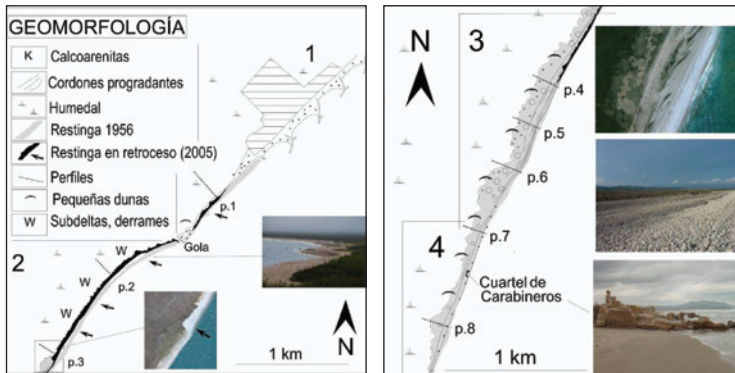 GEOMORFOLOGÍA
K Calcoarenitas
Cordones progradantes
Humedal
Restinga 1956
Restinga en retroceso (2005)
Perfiles
Pequeñas dunas
W Subdeltas, derrames
1
p.1
Gola
2
W
W
p.2
W
p.3
1 km
N
N
3
p.4
p.5
p.6
4
p.7
Cuartel de
Carabineros
p.8
1 km